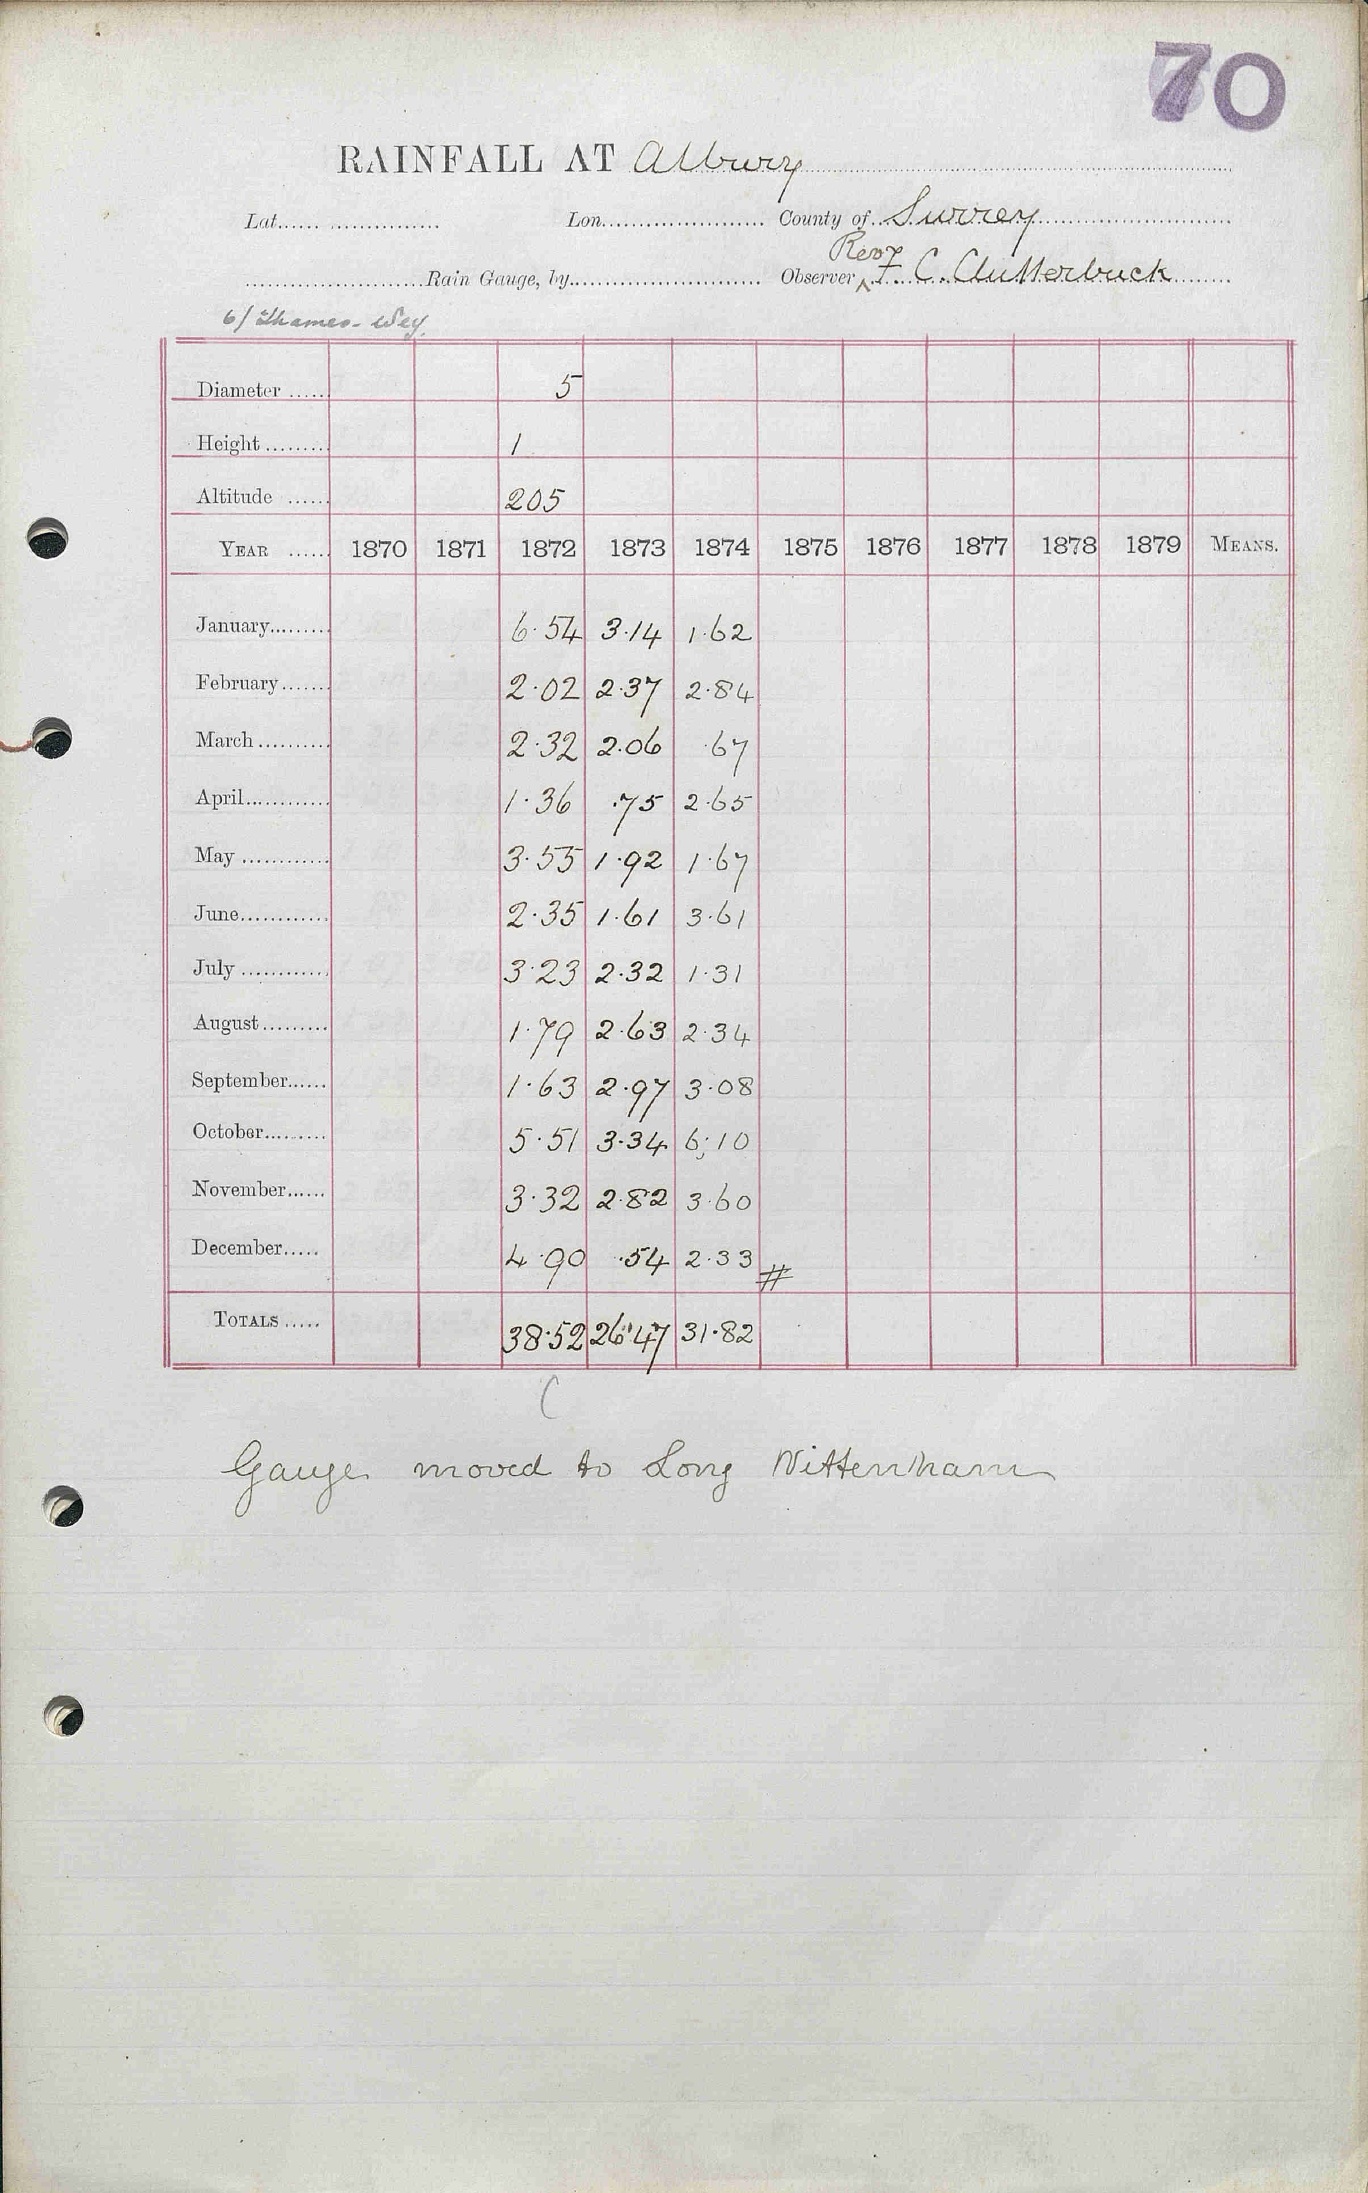 70
RAINFALL AT Albury
Lat. Lon. County of Surrey
Rev
Rain Gauge, by Observer F. C. Clutterbuck
6/ Thames - Wey.
Diameter 5
Height 1
Altitude 205
YEAR 1870 1871 1872 1873 1874 1875 1876 1877 1878 1879 MEANS.
January 6.54 3.14 1.62
February 2.02 2.37 2.84
March 2.32 2.06 .67
April 1.36 .75 2.65
May 3.55 1.92 1.67
June 2.35 1.61 3.61
July 3.23 2.32 1.31
August 1.79 2.63 2.34
September 1.63 2.97 3.08
October 5.51 3.34 6.10
November 3.32 2.82 3.60
December 4.90 .54 2.33 #
TOTALS 38.52 26.47 31.82
Gauge moved to Long Wittenham